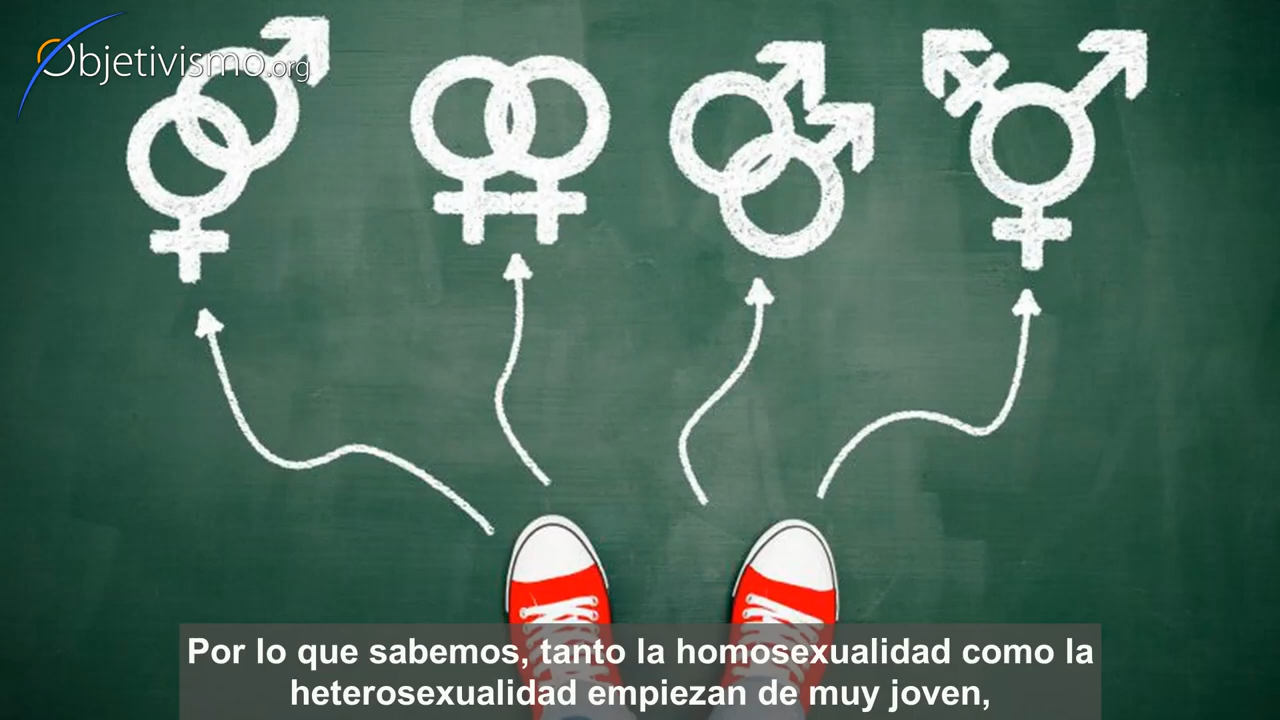 Objetivismo.org
Por lo que sabemos, tanto la homosexualidad como la
heterosexualidad empiezan de muy joven,